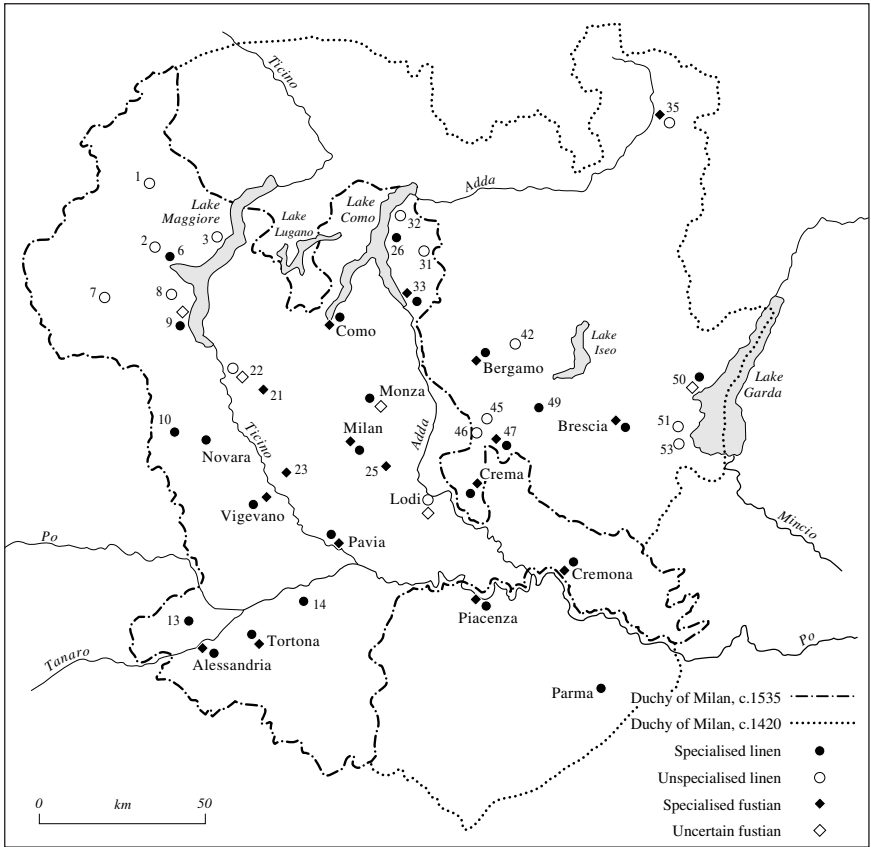 Ticino
35
1
Adda
Lake
Maggiore
Lake
Como
Lake
Lugano
32
3
2
6
26
31
7
8
33
9
Como
42
Lake
Iseo
Bergamo
22
21
50
Lake
Garda
Monza
49
45
10
Milan
Adda
Brescia
51
46
47
53
Novara
Ticino
25
23
Crema
Vigevano
Lodi
Mincio
Po
Pavia
Cremona
14
Piacenza
13
Tortona
Po
Tanaro
Alessandria
Parma
Duchy of Milan, c.1535
Duchy of Milan, c.1420
Specialised linen
Unspecialised linen
Specialised fustian
Uncertain fustian
0 km 50